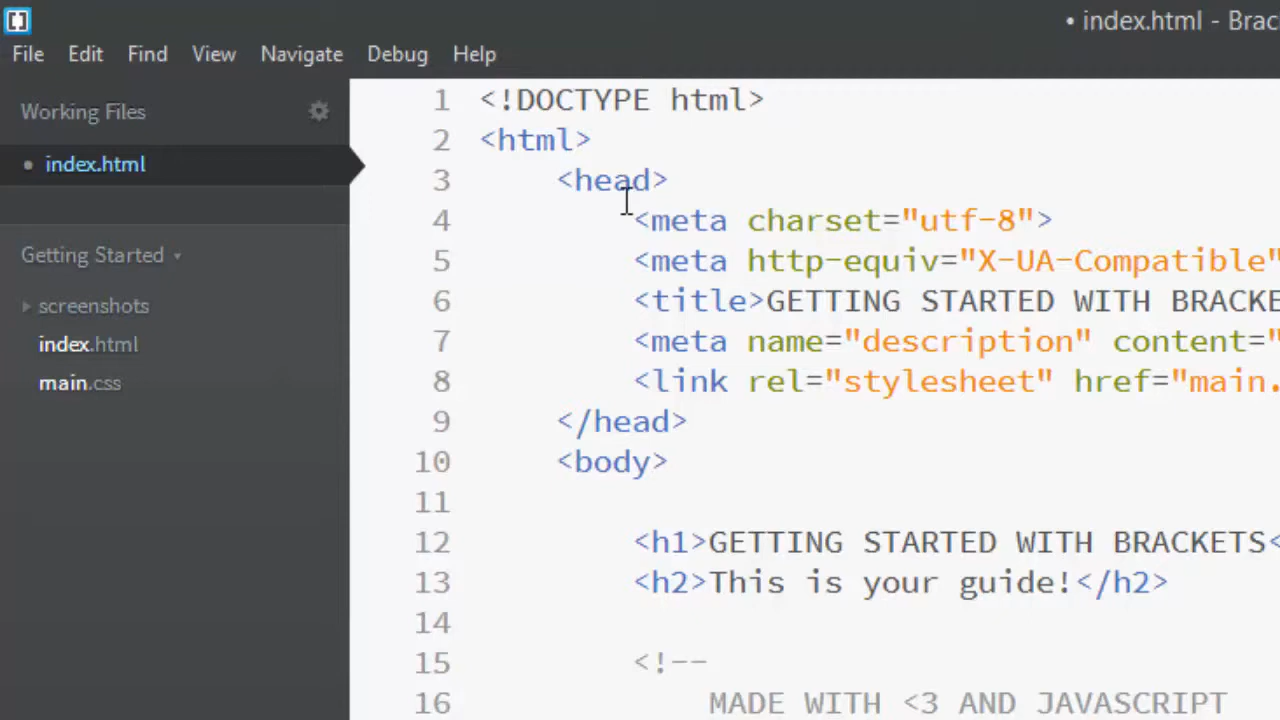 • index.html - Brac
File Edit Find View Navigate Debug Help
Working Files
index.html
Getting Started
screenshots
index.html
main.css
1 <!DOCTYPE html>
2 <html>
3 <head>
4 <meta charset="utf-8">
5 <meta http-equiv="X-UA-Compatible"
6 <title>GETTING STARTED WITH BRACKE
7 <meta name="description" content="
8 <link rel="stylesheet" href="main.
9 </head>
10 <body>
11
12 <h1>GETTING STARTED WITH BRACKETS<
13 <h2>This is your guide!</h2>
14
15 <!--
16 MADE WITH <3 AND JAVASCRIPT